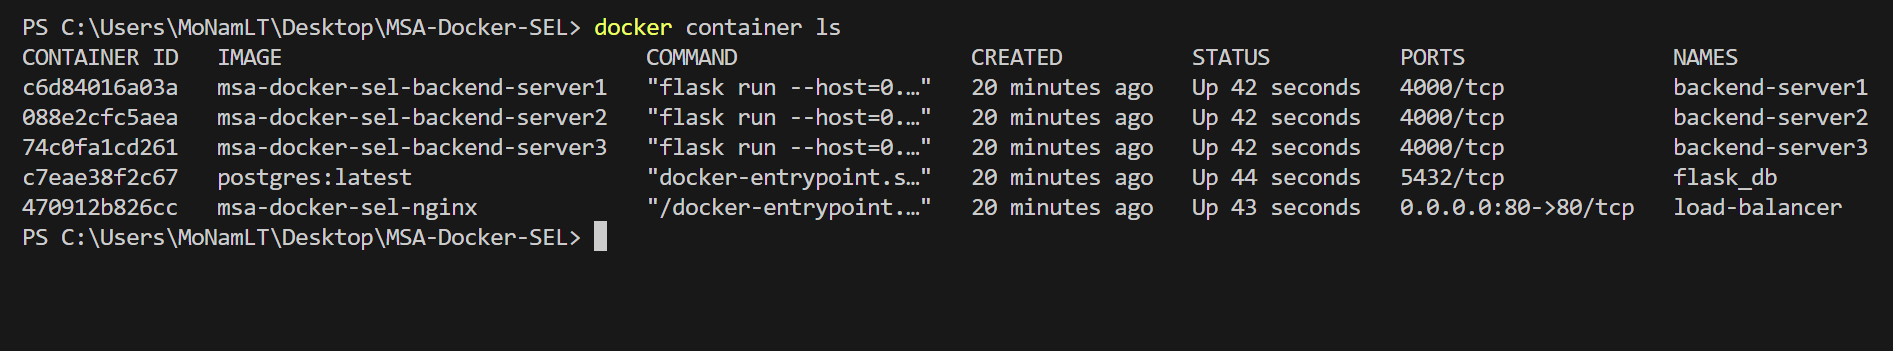 PS C:\Users\MoNamLT\Desktop\MSA-Docker-SEL> docker container ls
CONTAINER ID   IMAGE                            COMMAND                  CREATED          STATUS          PORTS                NAMES
c6d84016a03a   msa-docker-sel-backend-server1   "flask run --host=0.…"   20 minutes ago   Up 42 seconds   4000/tcp             backend-server1
088e2cfc5aea   msa-docker-sel-backend-server2   "flask run --host=0.…"   20 minutes ago   Up 42 seconds   4000/tcp             backend-server2
74c0fa1cd261   msa-docker-sel-backend-server3   "flask run --host=0.…"   20 minutes ago   Up 42 seconds   4000/tcp             backend-server3
c7eae38f2c67   postgres:latest                  "docker-entrypoint.s…"   20 minutes ago   Up 44 seconds   5432/tcp             flask_db
470912b826cc   msa-docker-sel-nginx             "/docker-entrypoint.…"   20 minutes ago   Up 43 seconds   0.0.0.0:80->80/tcp   load-balancer
PS C:\Users\MoNamLT\Desktop\MSA-Docker-SEL>